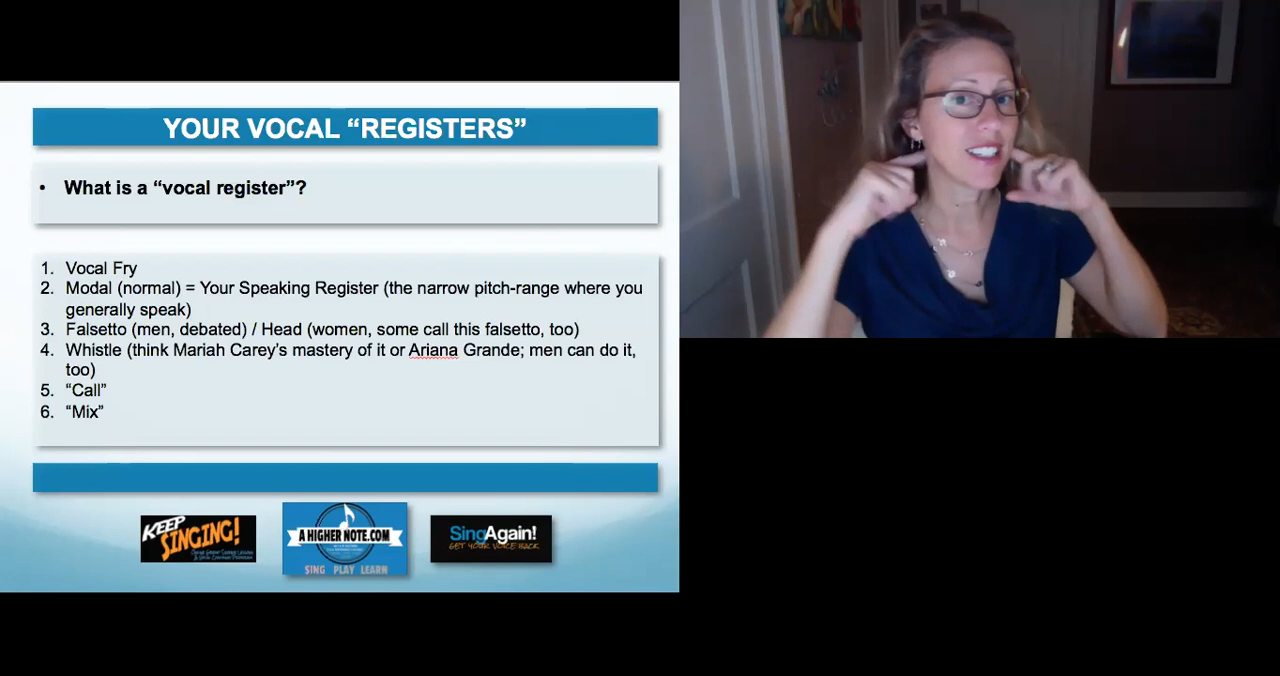 YOUR VOCAL “REGISTERS”
• What is a “vocal register”?
1. Vocal Fry
2. Modal (normal) = Your Speaking Register (the narrow pitch-range where you
generally speak)
3. Falsetto (men, debated) / Head (women, some call this falsetto, too)
4. Whistle (think Mariah Carey’s mastery of it or Ariana Grande; men can do it,
too)
5. “Call”
6. “Mix”
KEEP
SINGING!
A HIGHER NOTE.COM
SING PLAY LEARN
SingAgain!
GET YOUR VOICE BACK